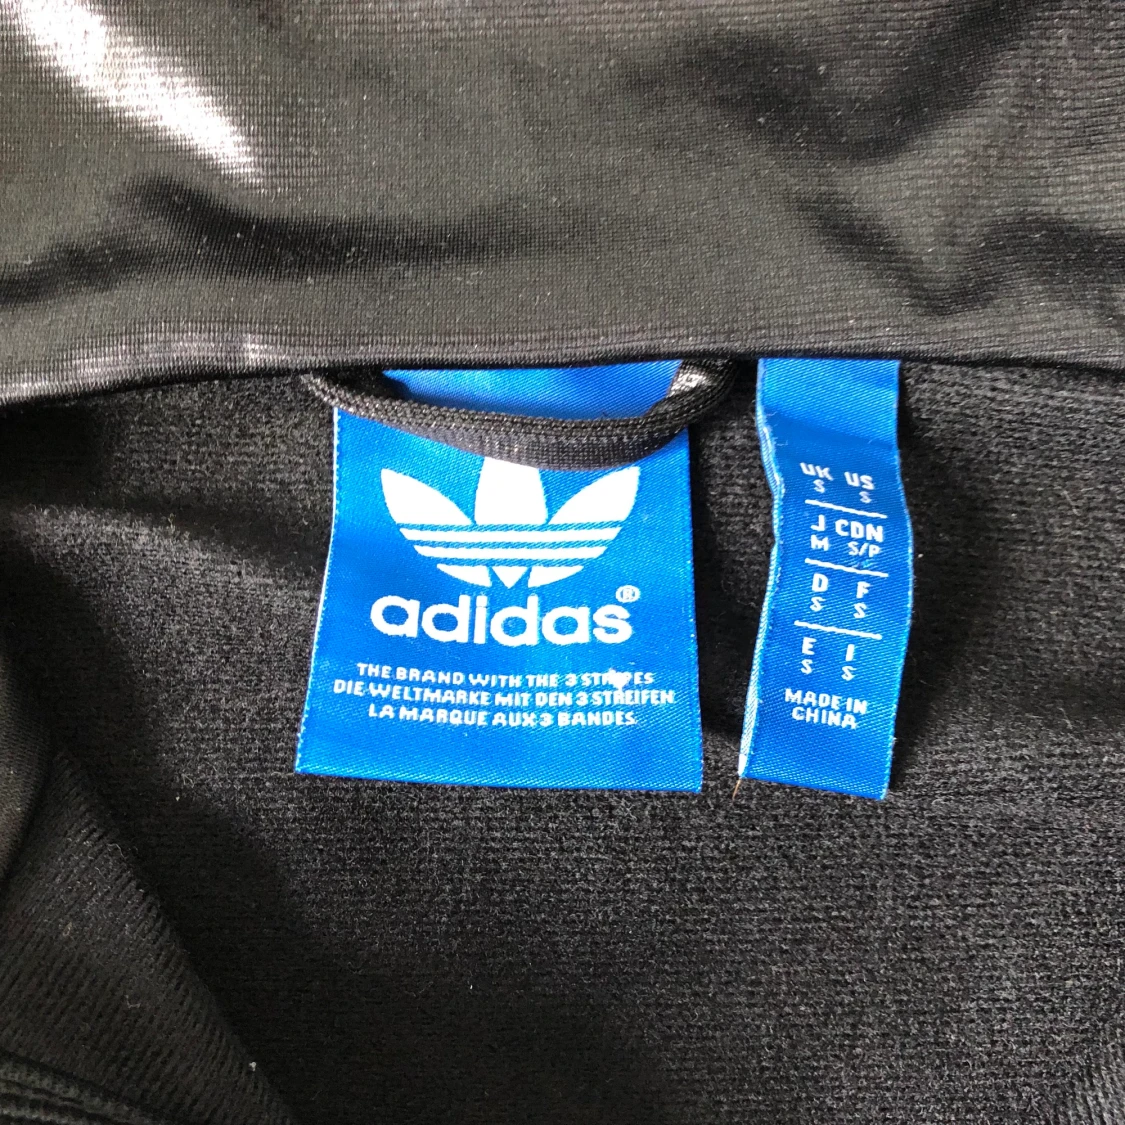 adidas®
THE BRAND WITH THE 3 STRIPES
DIE WELTMARKE MIT DEN 3 STREIFEN
LA MARQUE AUX 3 BANDES
UK US
S S
J CDN
M S/P
D F
S S
E I
S S
MADE IN
CHINA